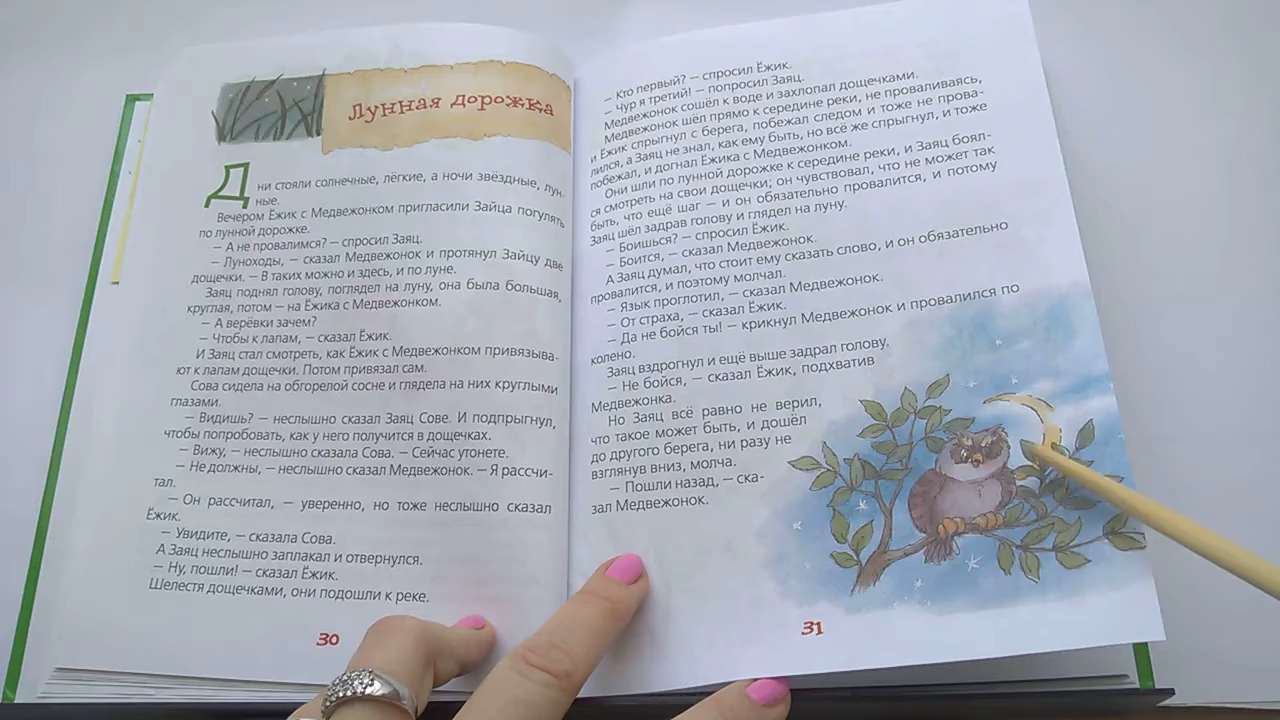 Лунная дорожка
Дни стояли солнечные, лёгкие, а ночи звёздные, лун-
ные.
Вечером Ёжик с Медвежонком пригласили Зайца погулять
по лунной дорожке.
— А не провалимся? — спросил Заяц.
— Луноходы, — сказал Медвежонок и протянул Зайцу две
дощечки. — В таких можно и здесь, и по луне.
Заяц поднял голову, поглядел на луну, она была большая,
круглая, потом — на Ёжика с Медвежонком.
— А верёвки зачем?
— Чтобы к лапам, — сказал Ёжик.
И Заяц стал смотреть, как Ёжик с Медвежонком привязыва-
ют к лапам дощечки. Потом привязал сам.
Сова сидела на обгорелой сосне и глядела на них круглыми
глазами.
— Видишь? — неслышно сказал Заяц Сове. И подпрыгнул,
чтобы попробовать, как у него получится в дощечках.
— Вижу, — неслышно сказала Сова. — Сейчас утонете.
— Не должны, — неслышно сказал Медвежонок. — Я рассчи-
тал.
— Он рассчитал, — уверенно, но тоже неслышно сказал
Ёжик.
— Увидите, — сказала Сова.
А Заяц неслышно заплакал и отвернулся.
— Ну, пошли! — сказал Ёжик.
Шелестя дощечками, они подошли к реке.
30
— Кто первый? — спросил Ёжик.
— Чур я третий! — попросил Заяц.
Медвежонок сошёл к воде и захлопал дощечками.
Медвежонок шёл прямо к середине реки, не проваливаясь,
и Ёжик спрыгнул с берега, побежал следом и тоже не прова-
лился, а Заяц не знал, как ему быть, но всё же спрыгнул, и тоже
побежал, и догнал Ёжика с Медвежонком.
Они шли по лунной дорожке к середине реки, и Заяц боял-
ся смотреть на свои дощечки; он чувствовал, что не может так
быть, что ещё шаг — и он обязательно провалится, и потому
Заяц шёл задрав голову и глядел на луну.
— Боишься? — спросил Ёжик.
— Боится, — сказал Медвежонок.
А Заяц думал, что стоит ему сказать слово, и он обязательно
провалится, и поэтому молчал.
— Язык проглотил, — сказал Медвежонок.
— От страха, — сказал Ёжик.
— Да не бойся ты! — крикнул Медвежонок и провалился по
колено.
Заяц вздрогнул и ещё выше задрал голову.
— Не бойся, — сказал Ёжик, подхватив
Медвежонка.
Но Заяц всё равно не верил,
что такое может быть, и дошёл
до другого берега, ни разу не
взглянув вниз, молча.
— Пошли назад, — ска-
зал Медвежонок.
31